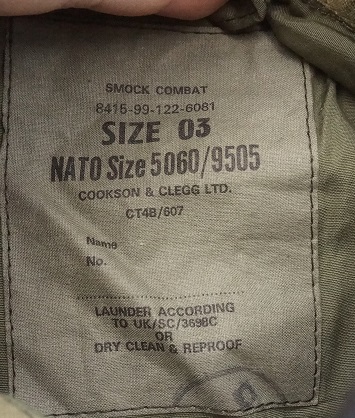 SMOCK COMBAT
8415-99-122-6081
SIZE 03
NATO Size 5060/9505
COOKSON & CLEGG LTD.
CT4B/607
Name
No.
LAUNDER ACCORDING
TO UK/SC/3698C
OR
DRY CLEAN & REPROOF